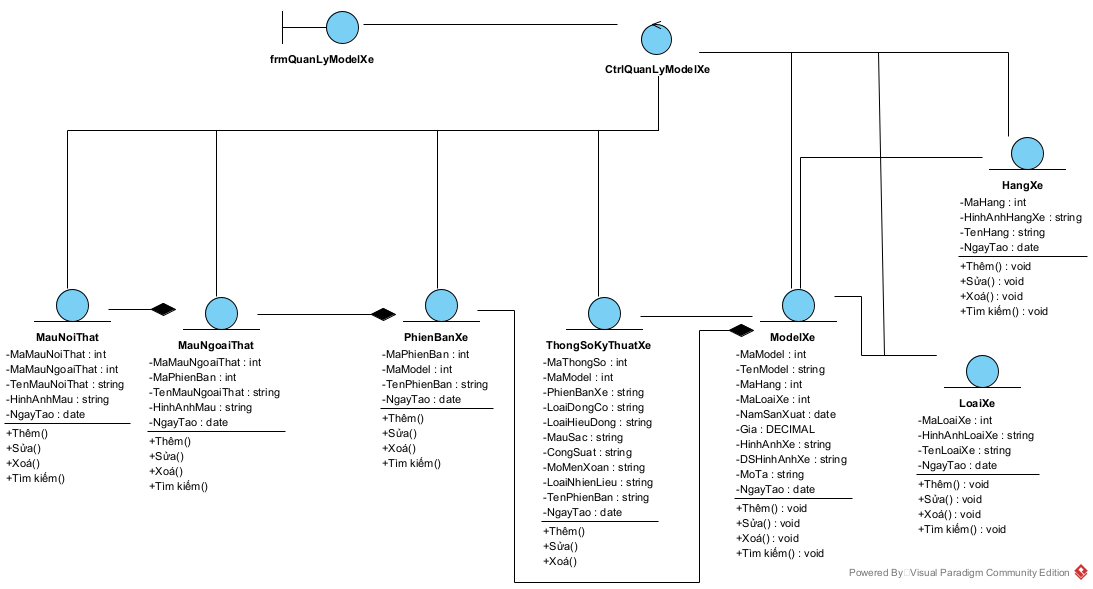 frmQuanLyModelXe
CtrlQuanLyModelXe
HangXe
-MaHang : int
-HinhAnhHangXe : string
-TenHang : string
-NgayTao : date
+Thêm() : void
+Sửa() : void
+Xoá() : void
+Tìm kiếm() : void
MauNoiThat
-MaMauNoiThat : int
-MaMauNgoaiThat : int
-TenMauNoiThat : string
-HinhAnhMau : string
-NgayTao : date
+Thêm()
+Sửa()
+Xoá()
+Tìm kiếm()
MauNgoaiThat
-MaMauNgoaiThat : int
-MaPhienBan : int
-TenMauNgoaiThat : string
-HinhAnhMau : string
-NgayTao : date
+Thêm()
+Sửa()
+Xoá()
+Tìm kiếm()
PhienBanXe
-MaPhienBan : int
-MaModel : int
-TenPhienBan : string
-NgayTao : date
+Thêm()
+Sửa()
+Xoá()
+Tìm kiếm()
ThongSoKyThuatXe
-MaThongSo : int
-MaModel : int
-PhienBanXe : string
-LoaiDongCo : string
-LoaiHieuDong : string
-MauSac : string
-CongSuat : string
-MoMenXoan : string
-LoaiNhienLieu : string
-TenPhienBan : string
-NgayTao : date
+Thêm()
+Sửa()
+Xoá()
ModelXe
-MaModel : int
-TenModel : string
-MaHang : int
-MaLoaiXe : int
-NamSanXuat : date
-Gia : DECIMAL
-HinhAnhXe : string
-DSHinhAnhXe : string
-MoTa : string
-NgayTao : date
+Thêm() : void
+Sửa() : void
+Xoá() : void
+Tìm kiếm() : void
LoaiXe
-MaLoaiXe : int
-HinhAnhLoaiXe : string
-TenLoaiXe : string
-NgayTao : date
+Thêm() : void
+Sửa() : void
+Xoá() : void
+Tìm kiếm() : void
Powered By Visual Paradigm Community Edition